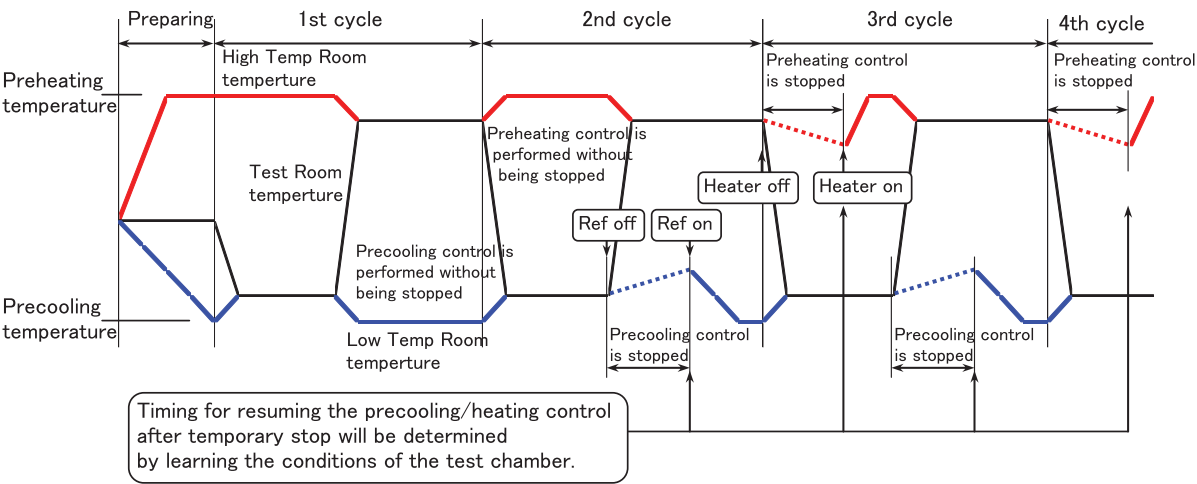 Preparing
1st cycle
2nd cycle
3rd cycle
4th cycle
High Temp Room
temperture
Preheating control
is stopped
Preheating control
is stopped
Preheating
temperature
Preheating control is
performed without
being stopped
Test Room
temperture
Heater off
Heater on
Ref off
Ref on
Precooling control is
performed without
being stopped
Precooling
temperature
Low Temp Room
temperture
Precooling control
is stopped
Precooling control
is stopped
Timing for resuming the precooling/heating control
after temporary stop will be determined
by learning the conditions of the test chamber.